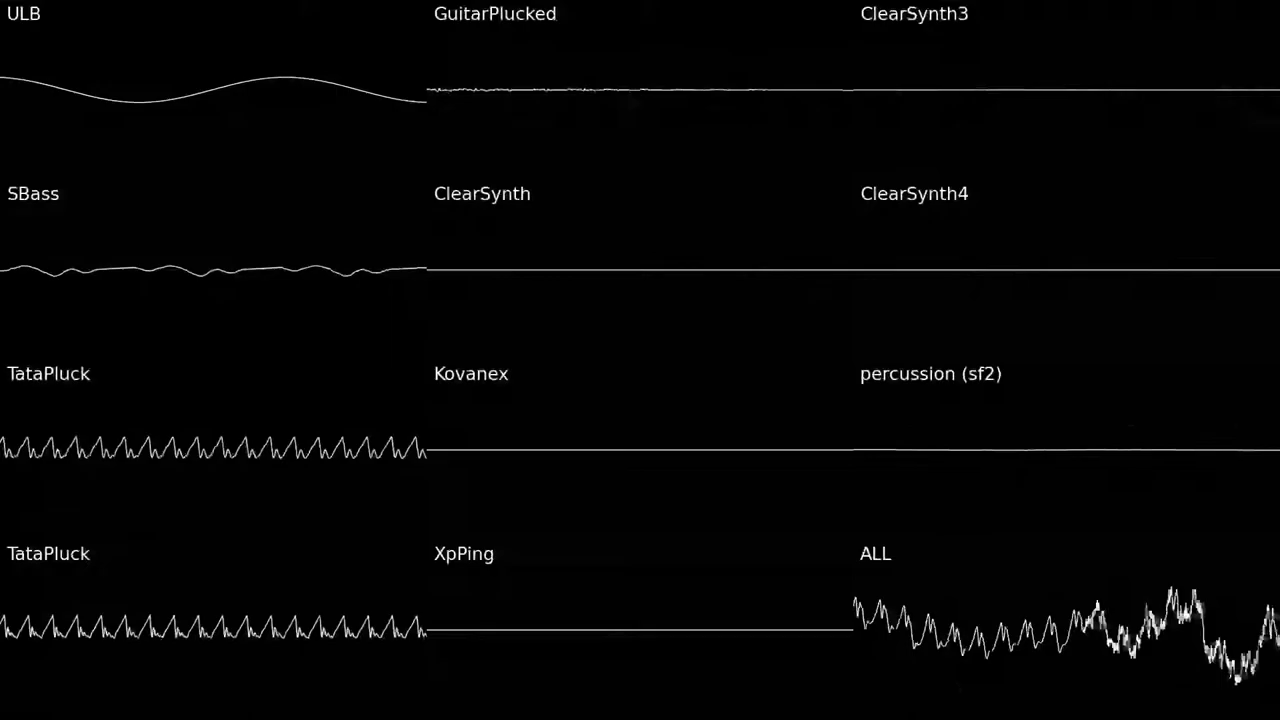 ULB
GuitarPlucked
ClearSynth3
SBass
ClearSynth
ClearSynth4
TataPluck
Kovanex
percussion (sf2)
TataPluck
XpPing
ALL